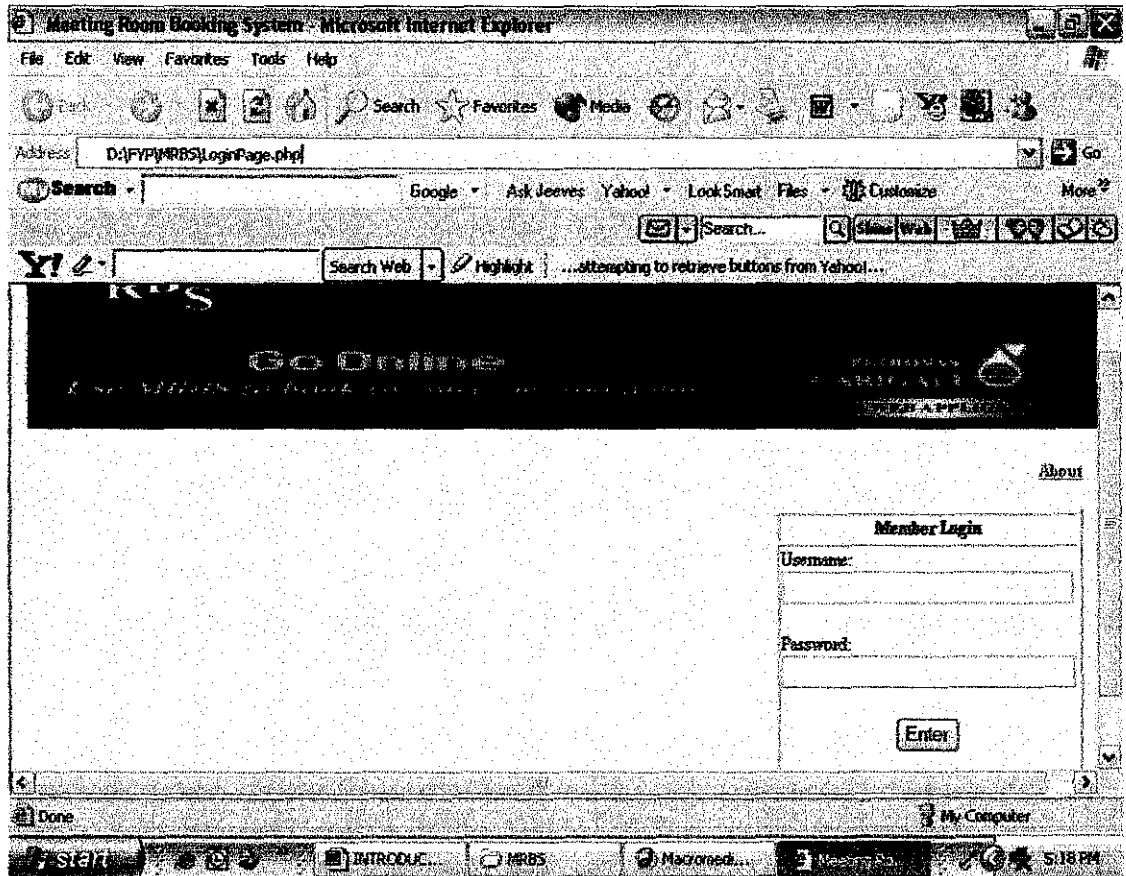 Meeting Room Booking System - Microsoft Internet Explorer
File Edit View Favorites Tools Help
Back Search Favorites Media
Address D:\FYP\MRBS\LoginPage.php Go
Search Google Ask Jeeves Yahoo! LookSmart Files Customize More
Search... Web
Y! Search Web Highlight ...attempting to retrieve buttons from Yahoo!...
Go Online
About
Member Login
Username:
Password:
Enter
Done My Computer
start INTRODUC... MRBS Macromedi... 5:18 PM